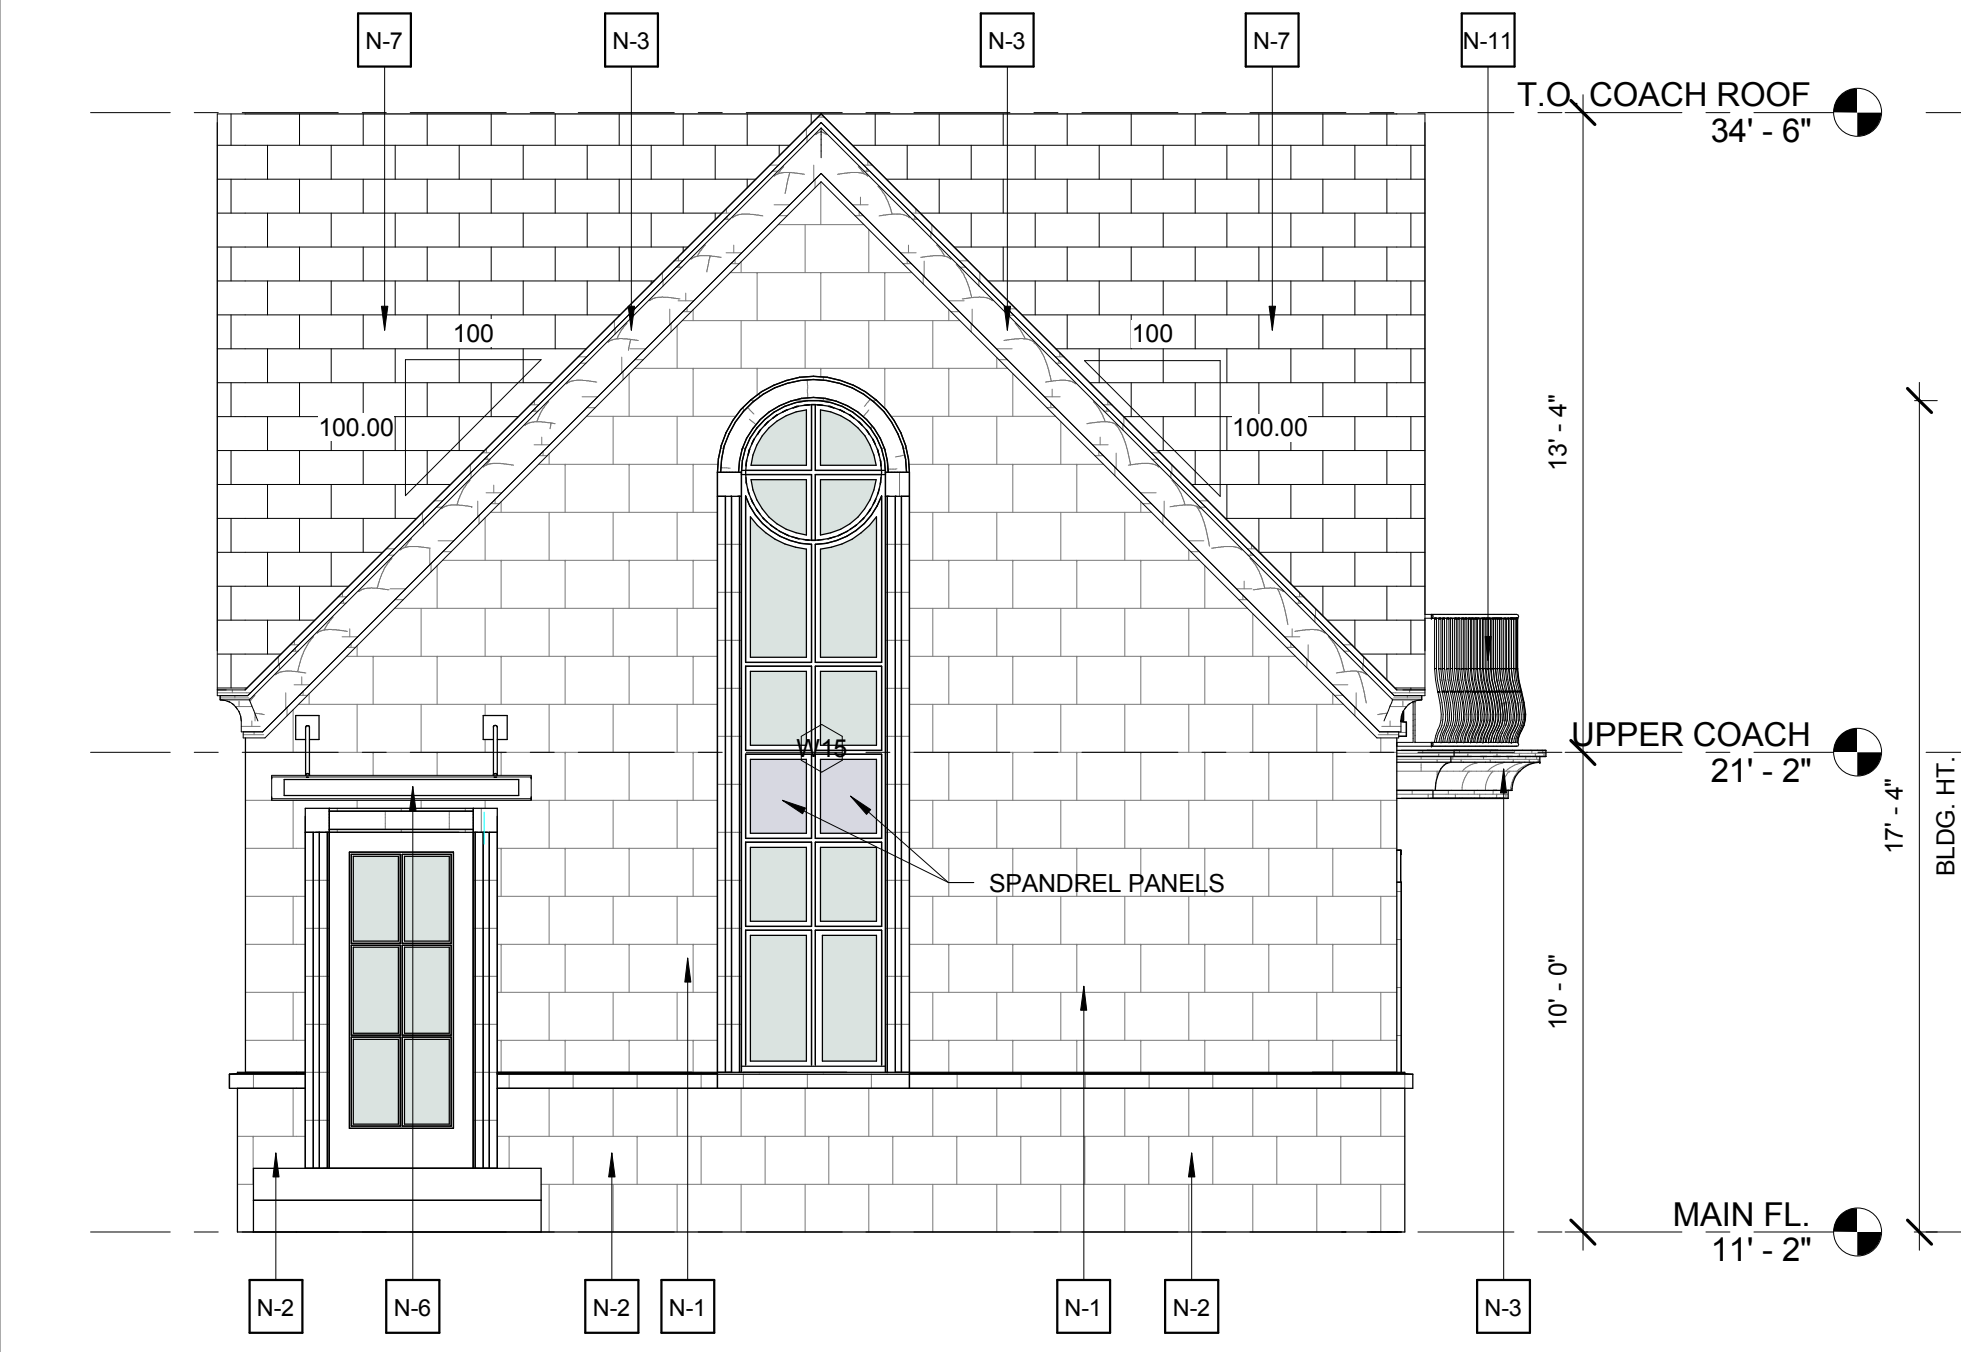 N-7
N-3
N-3
N-7
N-11
T.O. COACH ROOF
34' - 6"
100
100
100.00
100.00
13' - 4"
W15
UPPER COACH
21' - 2"
17' - 4"
BLDG. HT.
SPANDREL PANELS
10' - 0"
MAIN FL.
11' - 2"
N-2
N-6
N-2
N-1
N-1
N-2
N-3